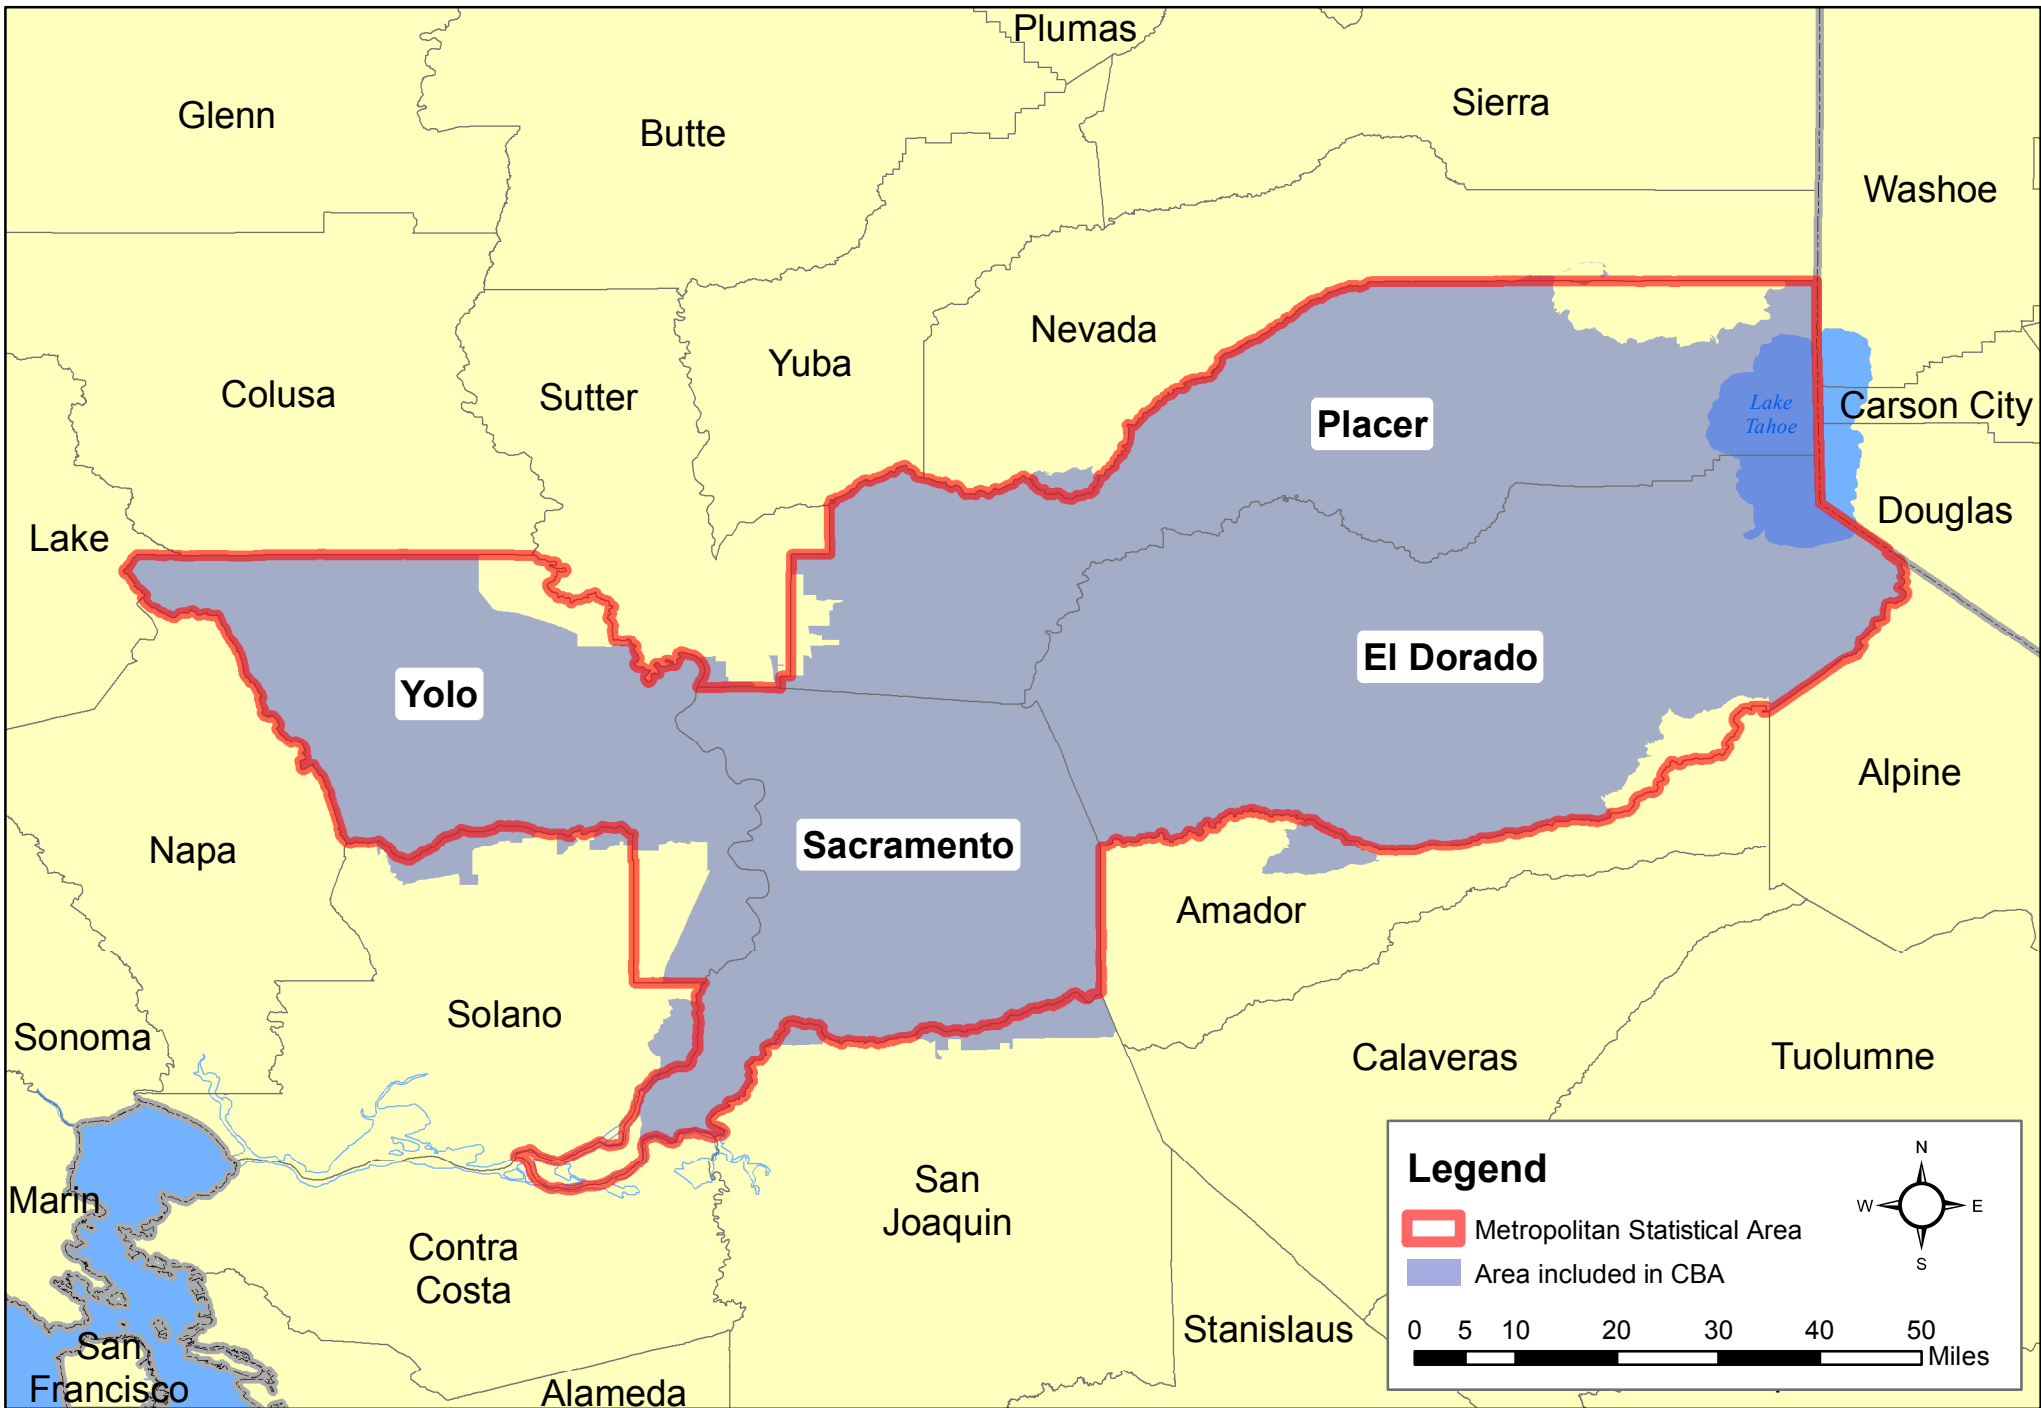 Plumas
Glenn
Butte
Sierra
Washoe
Nevada
Yuba
Colusa
Sutter
Placer
Lake
Tahoe
Carson City
Douglas
Lake
El Dorado
Yolo
Alpine
Napa
Sacramento
Amador
Solano
Sonoma
Calaveras
Tuolumne
Marin
San
Joaquin
Contra
Costa
Stanislaus
San
Francisco
Alameda
Legend
Metropolitan Statistical Area
Area included in CBA
N
W
E
S
0 5 10 20 30 40 50
Miles